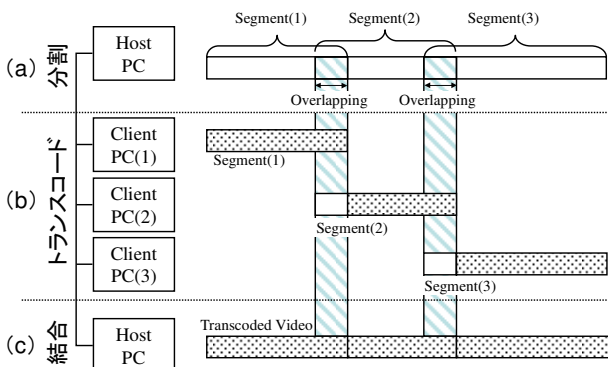 Segment(1)
Segment(2)
Segment(3)
(a)
分割
Host
PC
Overlapping
Overlapping
(b)
トランスコード
Client
PC(1)
Segment(1)
Client
PC(2)
Segment(2)
Client
PC(3)
Segment(3)
(c)
結合
Host
PC
Transcoded Video